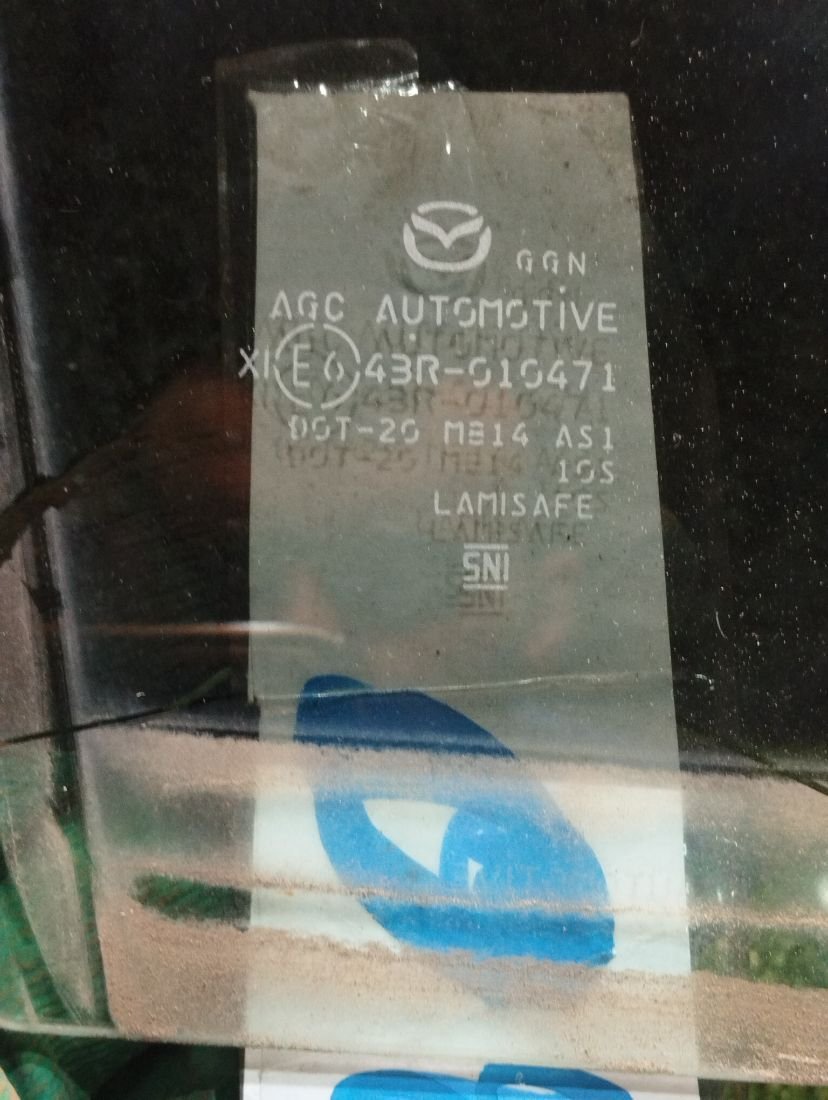 GGN
AGC AUTOMOTIVE
XI E6 43R-010471
DOT-20 M814 AS1
10S
LAMISAFE
SNI